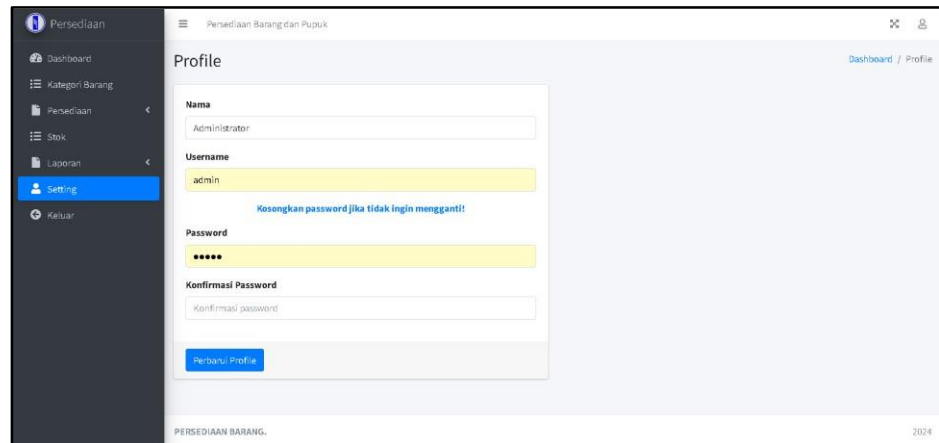 Persediaan
Persediaan Barang dan Pupuk
Dashboard
Kategori Barang
Persediaan
Stok
Laporan
Setting
Keluar
Profile
Dashboard / Profile
Nama
Administrator
Username
admin
Kosongkan password jika tidak ingin mengganti!
Password
•••••
Konfirmasi Password
Konfirmasi password
Perbarui Profile
PERSEDIAAN BARANG.
2024